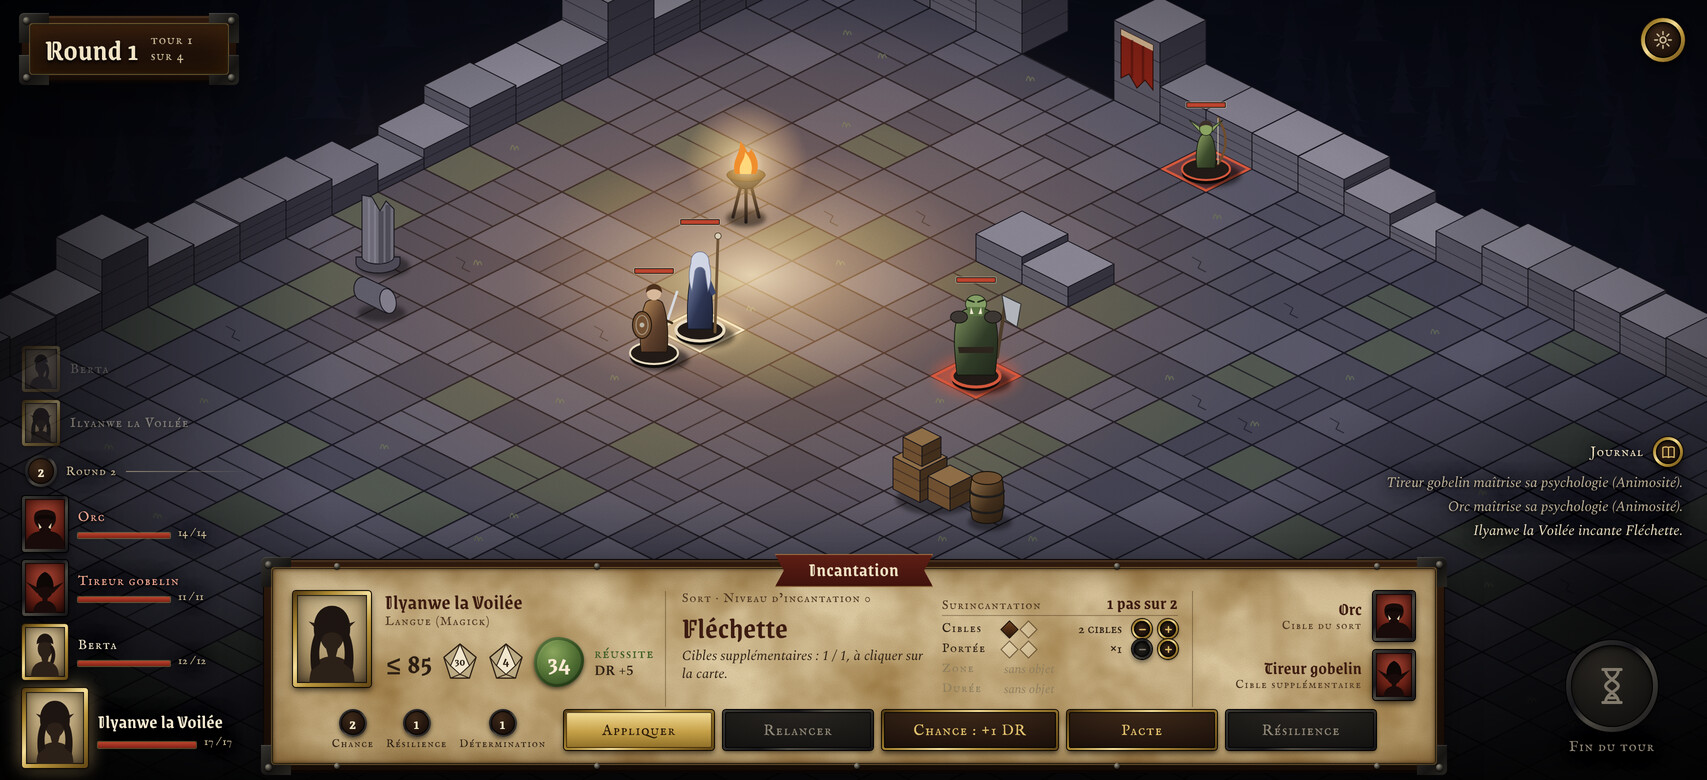 Round 1
Tour 1
sur 4
Berta
Ilyanwe la Voilée
2 Round 2
Orc
14/14
Tireur gobelin
11/11
Berta
12/12
Ilyanwe la Voilée
17/17
Journal
Tireur gobelin maîtrise sa psychologie (Animosité).
Orc maîtrise sa psychologie (Animosité).
Ilyanwe la Voilée incante Fléchette.
Incantation
Ilyanwe la Voilée
Langue (Magick)
≤ 85 30 4 34 Réussite
DR +5
2 1 1
Chance Résilience Détermination
Sort · Niveau d'incantation 0
Fléchette
Cibles supplémentaires : 1 / 1, à cliquer sur
la carte.
Surincantation 1 pas sur 2
Cibles 2 cibles − +
Portée ×1 − +
Zone sans objet
Durée sans objet
Orc
Cible du sort
Tireur gobelin
Cible supplémentaire
Appliquer Relancer Chance : +1 DR Pacte Résilience
Fin du tour